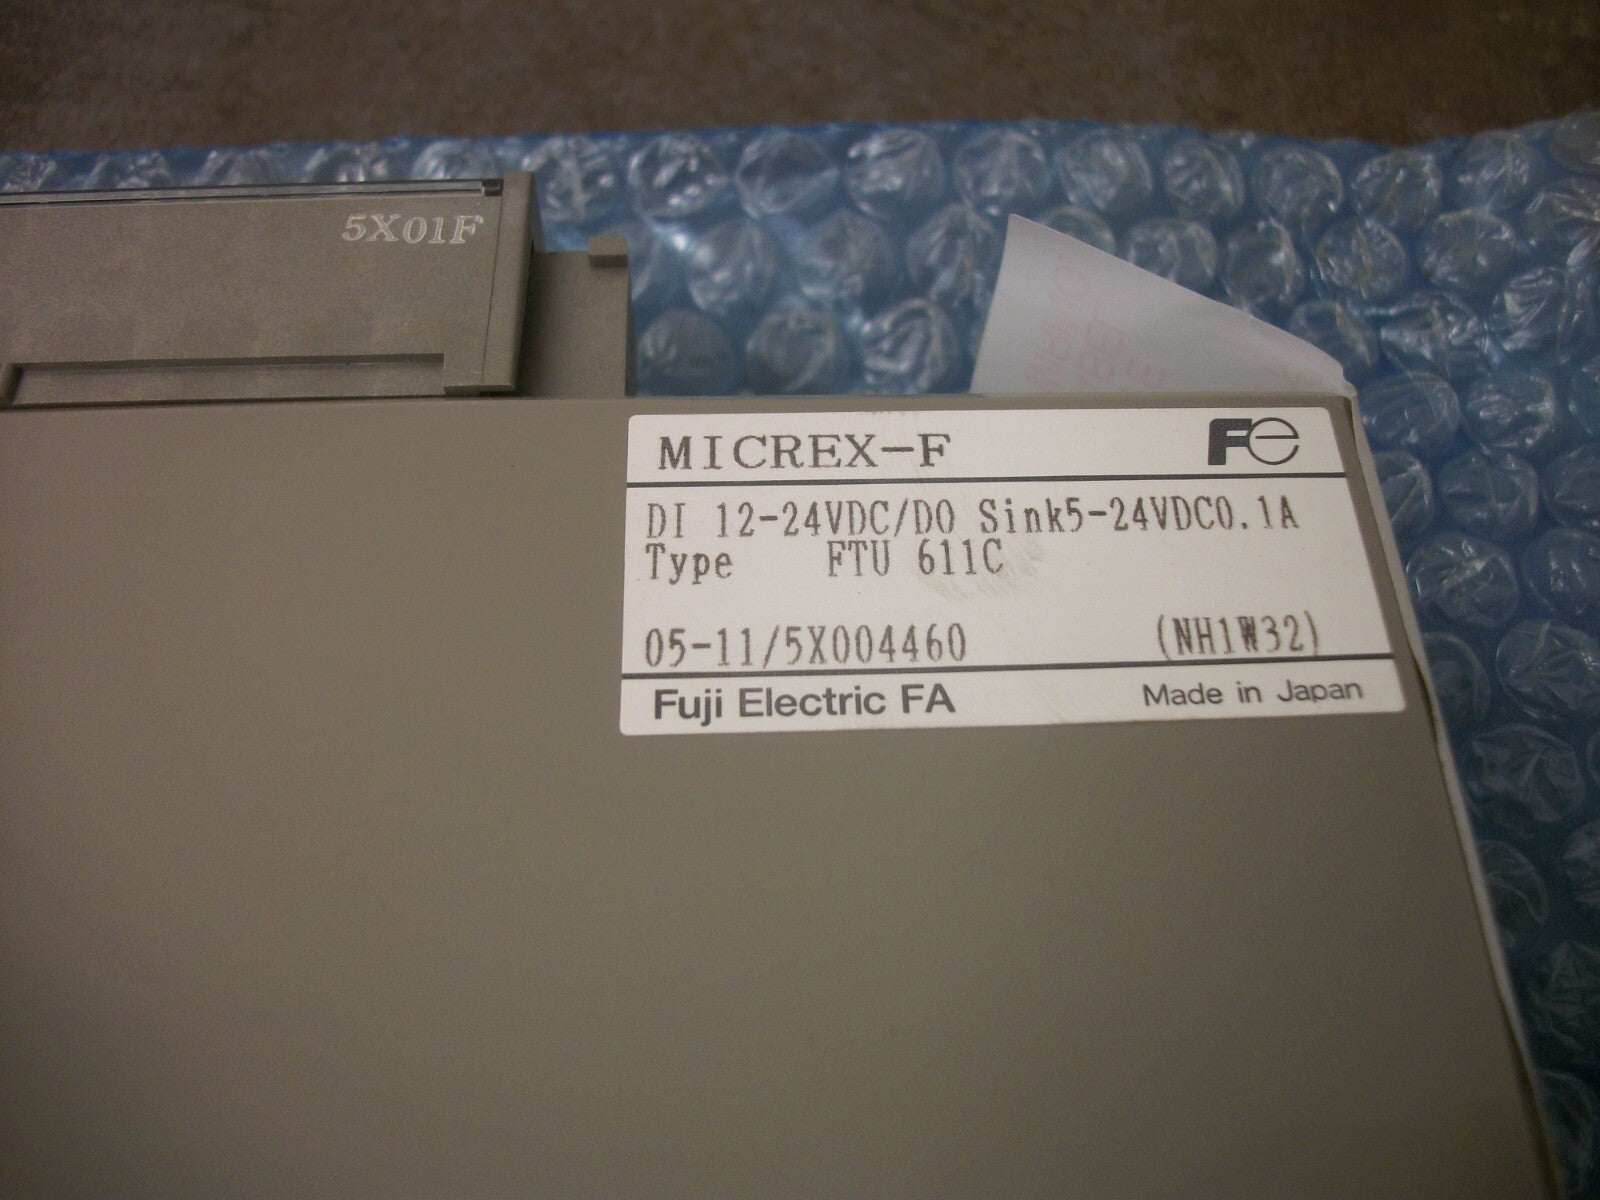 5X01F
MICREX-F Fe
DI 12-24VDC/DO Sink5-24VDC0.1A
Type FTU 611C
05-11/5X004460 (NH1W32)
Fuji Electric FA Made in Japan